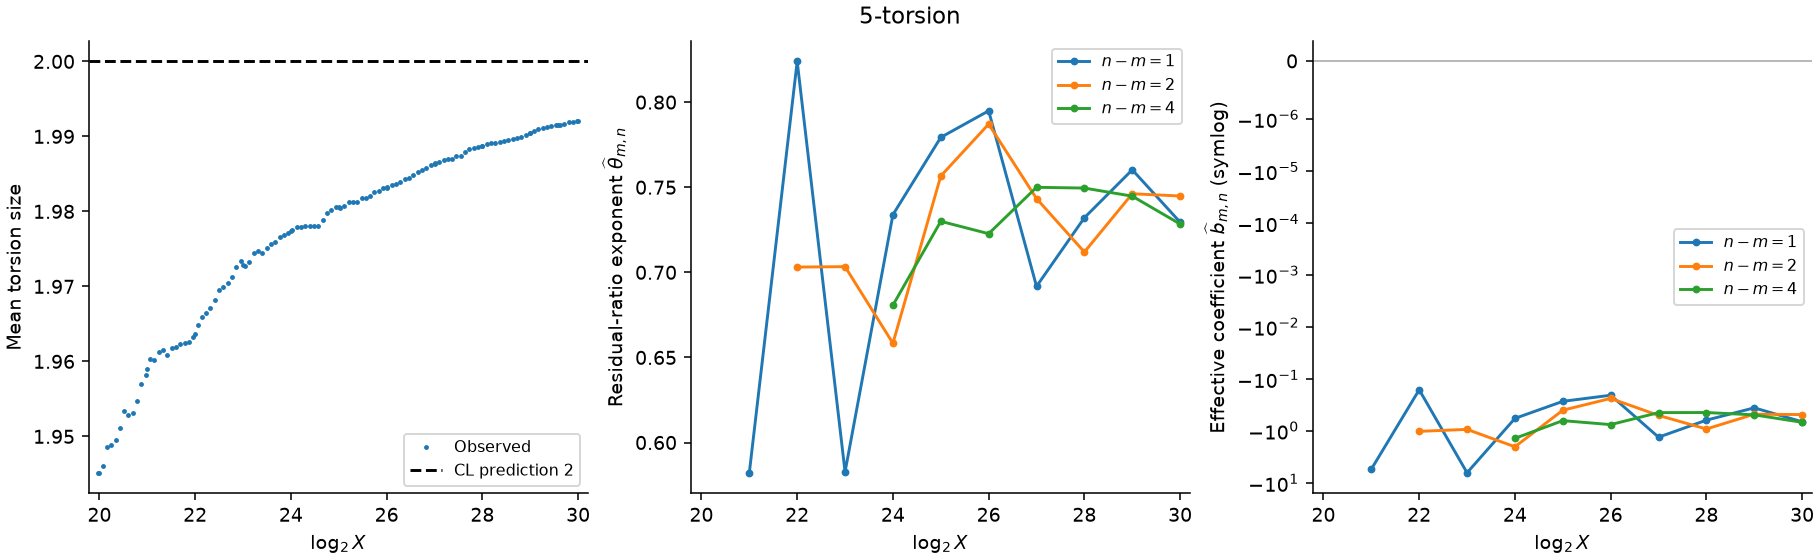 5-torsion
Mean torsion size
2.00
1.99
1.98
1.97
1.96
1.95
Observed
CL prediction 2
20 22 24 26 28 30
log₂ X
Residual-ratio exponent θ̂ₘ,ₙ
0.80
0.75
0.70
0.65
0.60
n − m = 1
n − m = 2
n − m = 4
20 22 24 26 28 30
log₂ X
Effective coefficient b̂ₘ,ₙ (symlog)
0
−10⁻⁶
−10⁻⁵
−10⁻⁴
−10⁻³
−10⁻²
−10⁻¹
−10⁰
−10¹
n − m = 1
n − m = 2
n − m = 4
20 22 24 26 28 30
log₂ X